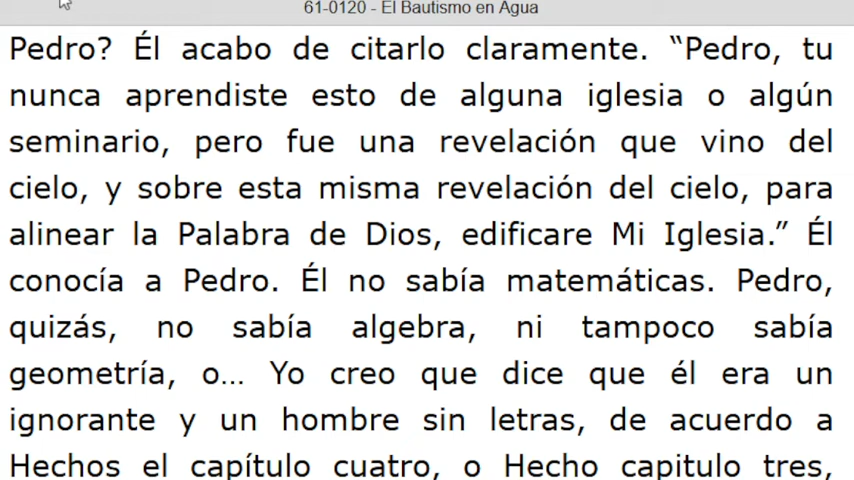 61-0120 - El Bautismo en Agua
Pedro? Él acabo de citarlo claramente. “Pedro, tu
nunca aprendiste esto de alguna iglesia o algún
seminario, pero fue una revelación que vino del
cielo, y sobre esta misma revelación del cielo, para
alinear la Palabra de Dios, edificare Mi Iglesia.” Él
conocía a Pedro. Él no sabía matemáticas. Pedro,
quizás, no sabía algebra, ni tampoco sabía
geometría, o... Yo creo que dice que él era un
ignorante y un hombre sin letras, de acuerdo a
Hechos el capítulo cuatro, o Hecho capitulo tres,